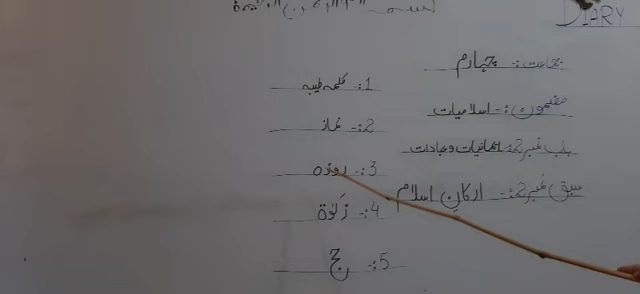 DIARY
جماعت:- چہارم
مضمون:- اسلامیات
باب نمبر 2:- ایمانیات و عبادات
سبق نمبر 2:- ارکانِ اسلام
1:- کلمہ طیبہ
2:- نماز
3:- روزہ
4:- زکوٰۃ
5:- حج